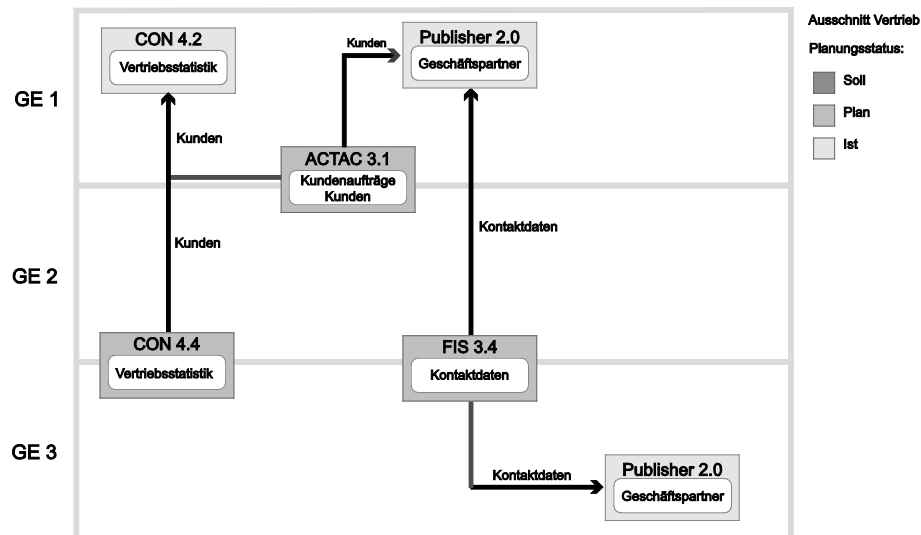 Ausschnitt Vertrieb
Planungsstatus:
Soll
Plan
Ist
GE 1
CON 4.2
Vertriebsstatistik
Kunden
Publisher 2.0
Geschäftspartner
Kunden
ACTAC 3.1
Kundenaufträge
Kunden
GE 2
Kunden
Kontaktdaten
CON 4.4
Vertriebsstatistik
FIS 3.4
Kontaktdaten
GE 3
Kontaktdaten
Publisher 2.0
Geschäftspartner